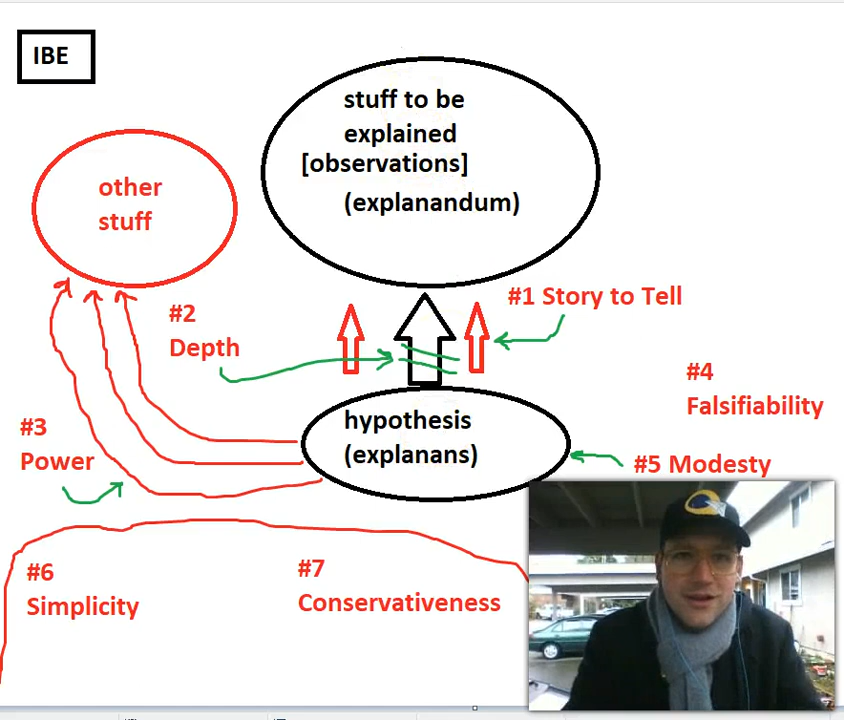 IBE
stuff to be
explained
[observations]
(explanandum)
other
stuff
#1 Story to Tell
#2
Depth
#4
Falsifiability
hypothesis
(explanans)
#3
Power
#5 Modesty
#6
Simplicity
#7
Conservativeness